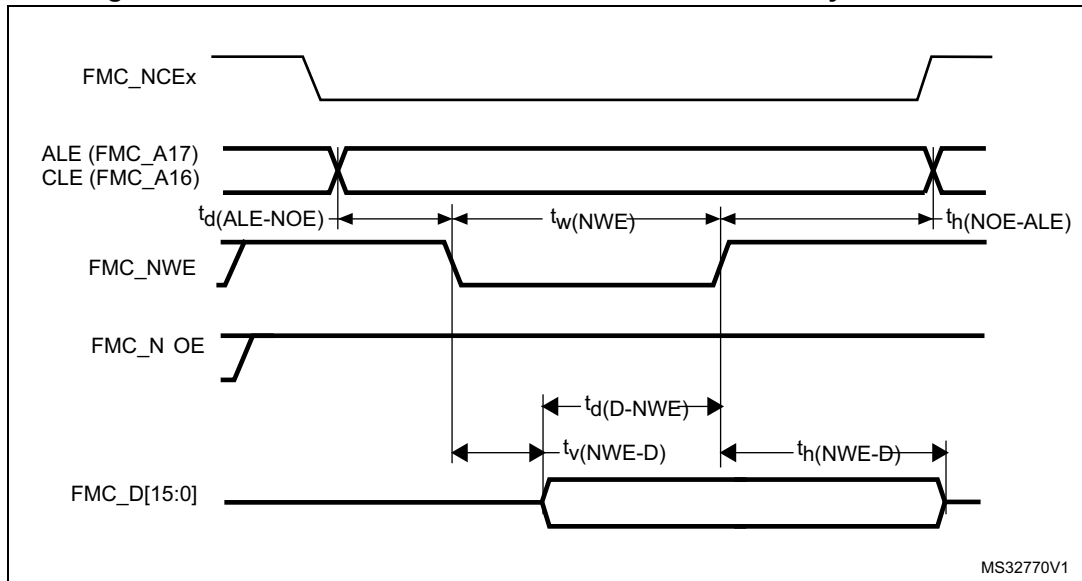 FMC_NCEx
ALE (FMC_A17)
CLE (FMC_A16)
td(ALE-NOE) tw(NWE) th(NOE-ALE)
FMC_NWE
FMC_N OE
td(D-NWE)
tv(NWE-D) th(NWE-D)
FMC_D[15:0]
MS32770V1